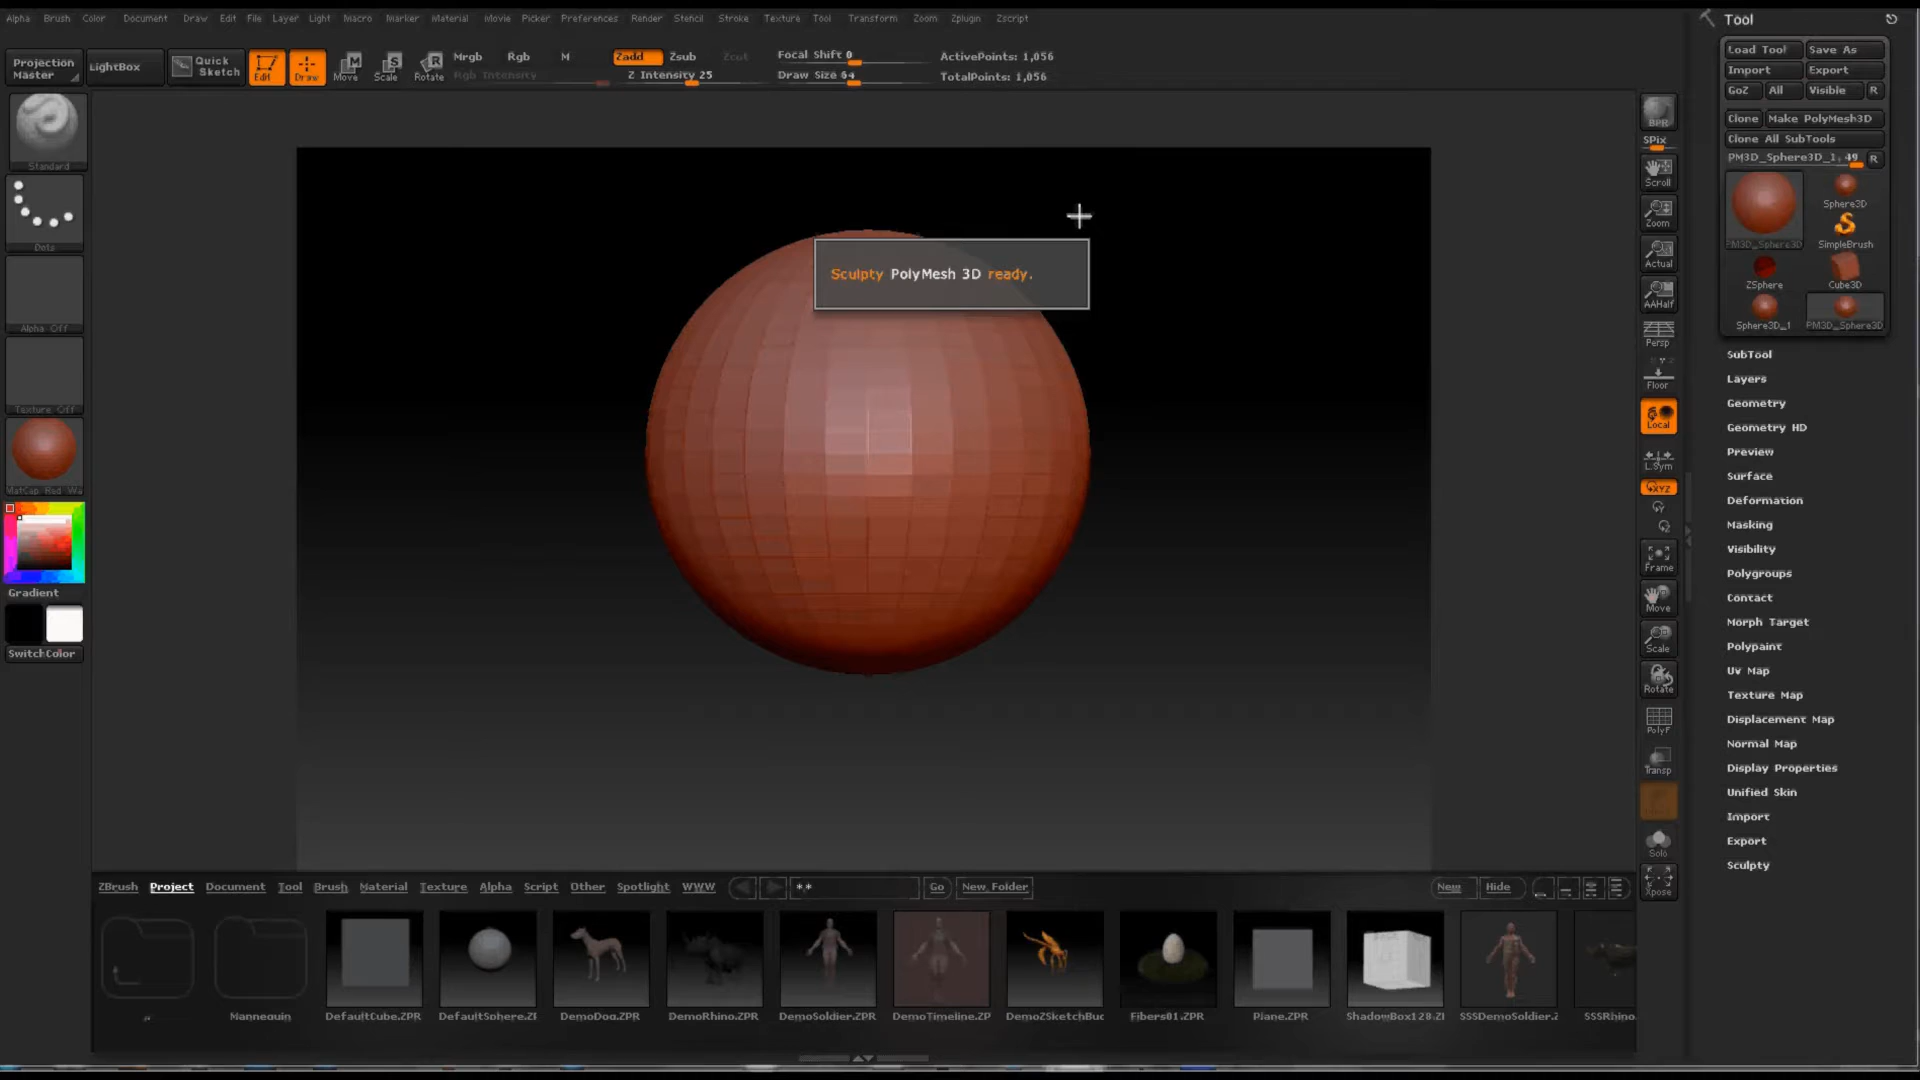 Alpha Brush Color Document Draw Edit File Layer Light Macro Marker Material Movie Picker Preferences Render Stencil Stroke Texture Tool Transform Zoom Zplugin Zscript
Tool
Projection Master
LightBox
Quick Sketch
Edit
Draw
Move
Scale
Rotate
Mrgb Rgb M
Rgb Intensity
Zadd Zsub Zcut
Z Intensity 25
Focal Shift 0
Draw Size 64
ActivePoints: 1,056
TotalPoints: 1,056
Load Tool Save As
Import Export
GoZ All Visible R
Clone Make PolyMesh3D
Clone All SubTools
PM3D_Sphere3D_1. 49 R
PM3D_Sphere3D
Sphere3D
SimpleBrush
ZSphere
Cube3D
Sphere3D_1
PM3D_Sphere3D
SubTool
Layers
Geometry
Geometry HD
Preview
Surface
Deformation
Masking
Visibility
Polygroups
Contact
Morph Target
Polypaint
Uv Map
Texture Map
Displacement Map
Normal Map
Display Properties
Unified Skin
Import
Export
Sculpty
Standard
Dots
Alpha Off
Texture Off
MatCap Red Wa
Gradient
SwitchColor
Sculpty PolyMesh 3D ready.
BPR
SPix
Scroll
Zoom
Actual
AAHalf
Persp
Floor
Local
L.Sym
XYZ
Frame
Move
Scale
Rotate
PolyF
Transp
Solo
Xpose
ZBrush Project Document Tool Brush Material Texture Alpha Script Other Spotlight WWW ** Go New Folder New Hide
..
Mannequin
DefaultCube.ZPR
DefaultSphere.ZI
DemoDog.ZPR
DemoRhino.ZPR
DemoSoldier.ZPR
DemoTimeline.ZP
DemoZSketchBuc
Fibers01.ZPR
Plane.ZPR
ShadowBox128.ZI
SSSDemoSoldier.Z
SSSRhino.